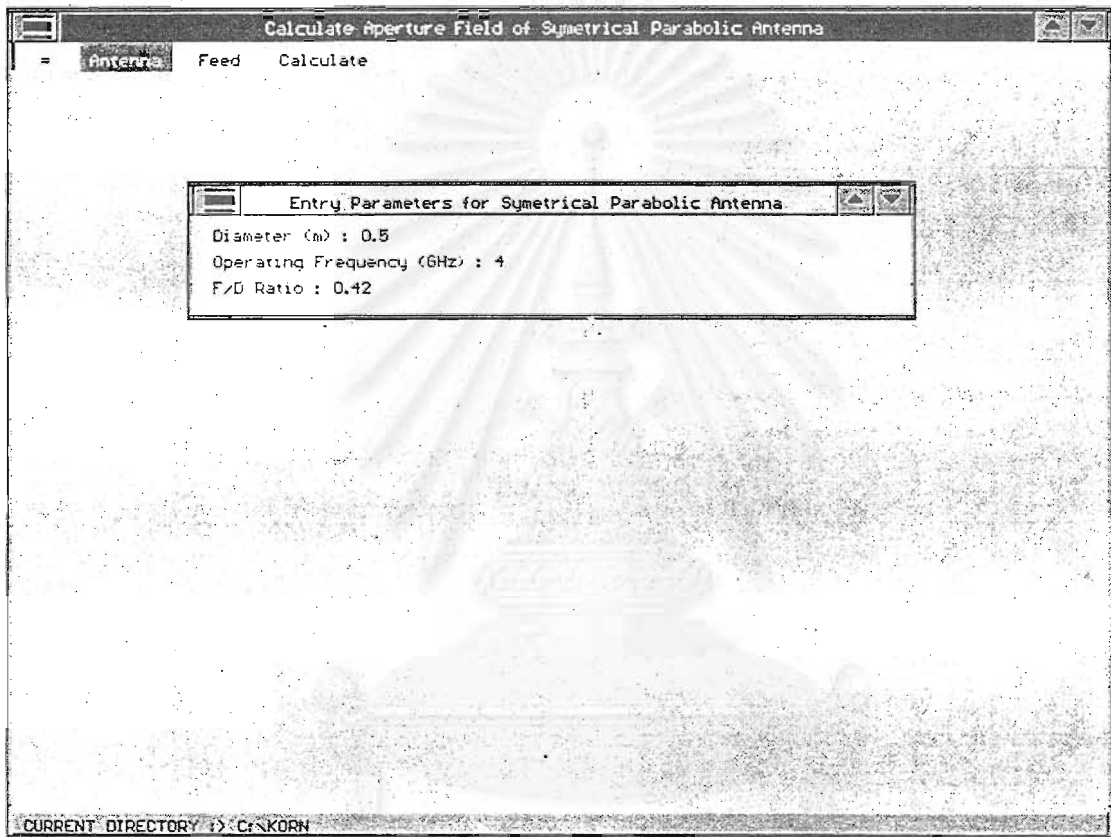 Calculate Aperture Field of Symetrical Parabolic Antenna
= Antenna Feed Calculate
Entry Parameters for Symetrical Parabolic Antenna
Diameter (m) : 0.5
Operating Frequency (GHz) : 4
F/D Ratio : 0.42
CURRENT DIRECTORY :> C:\KORN